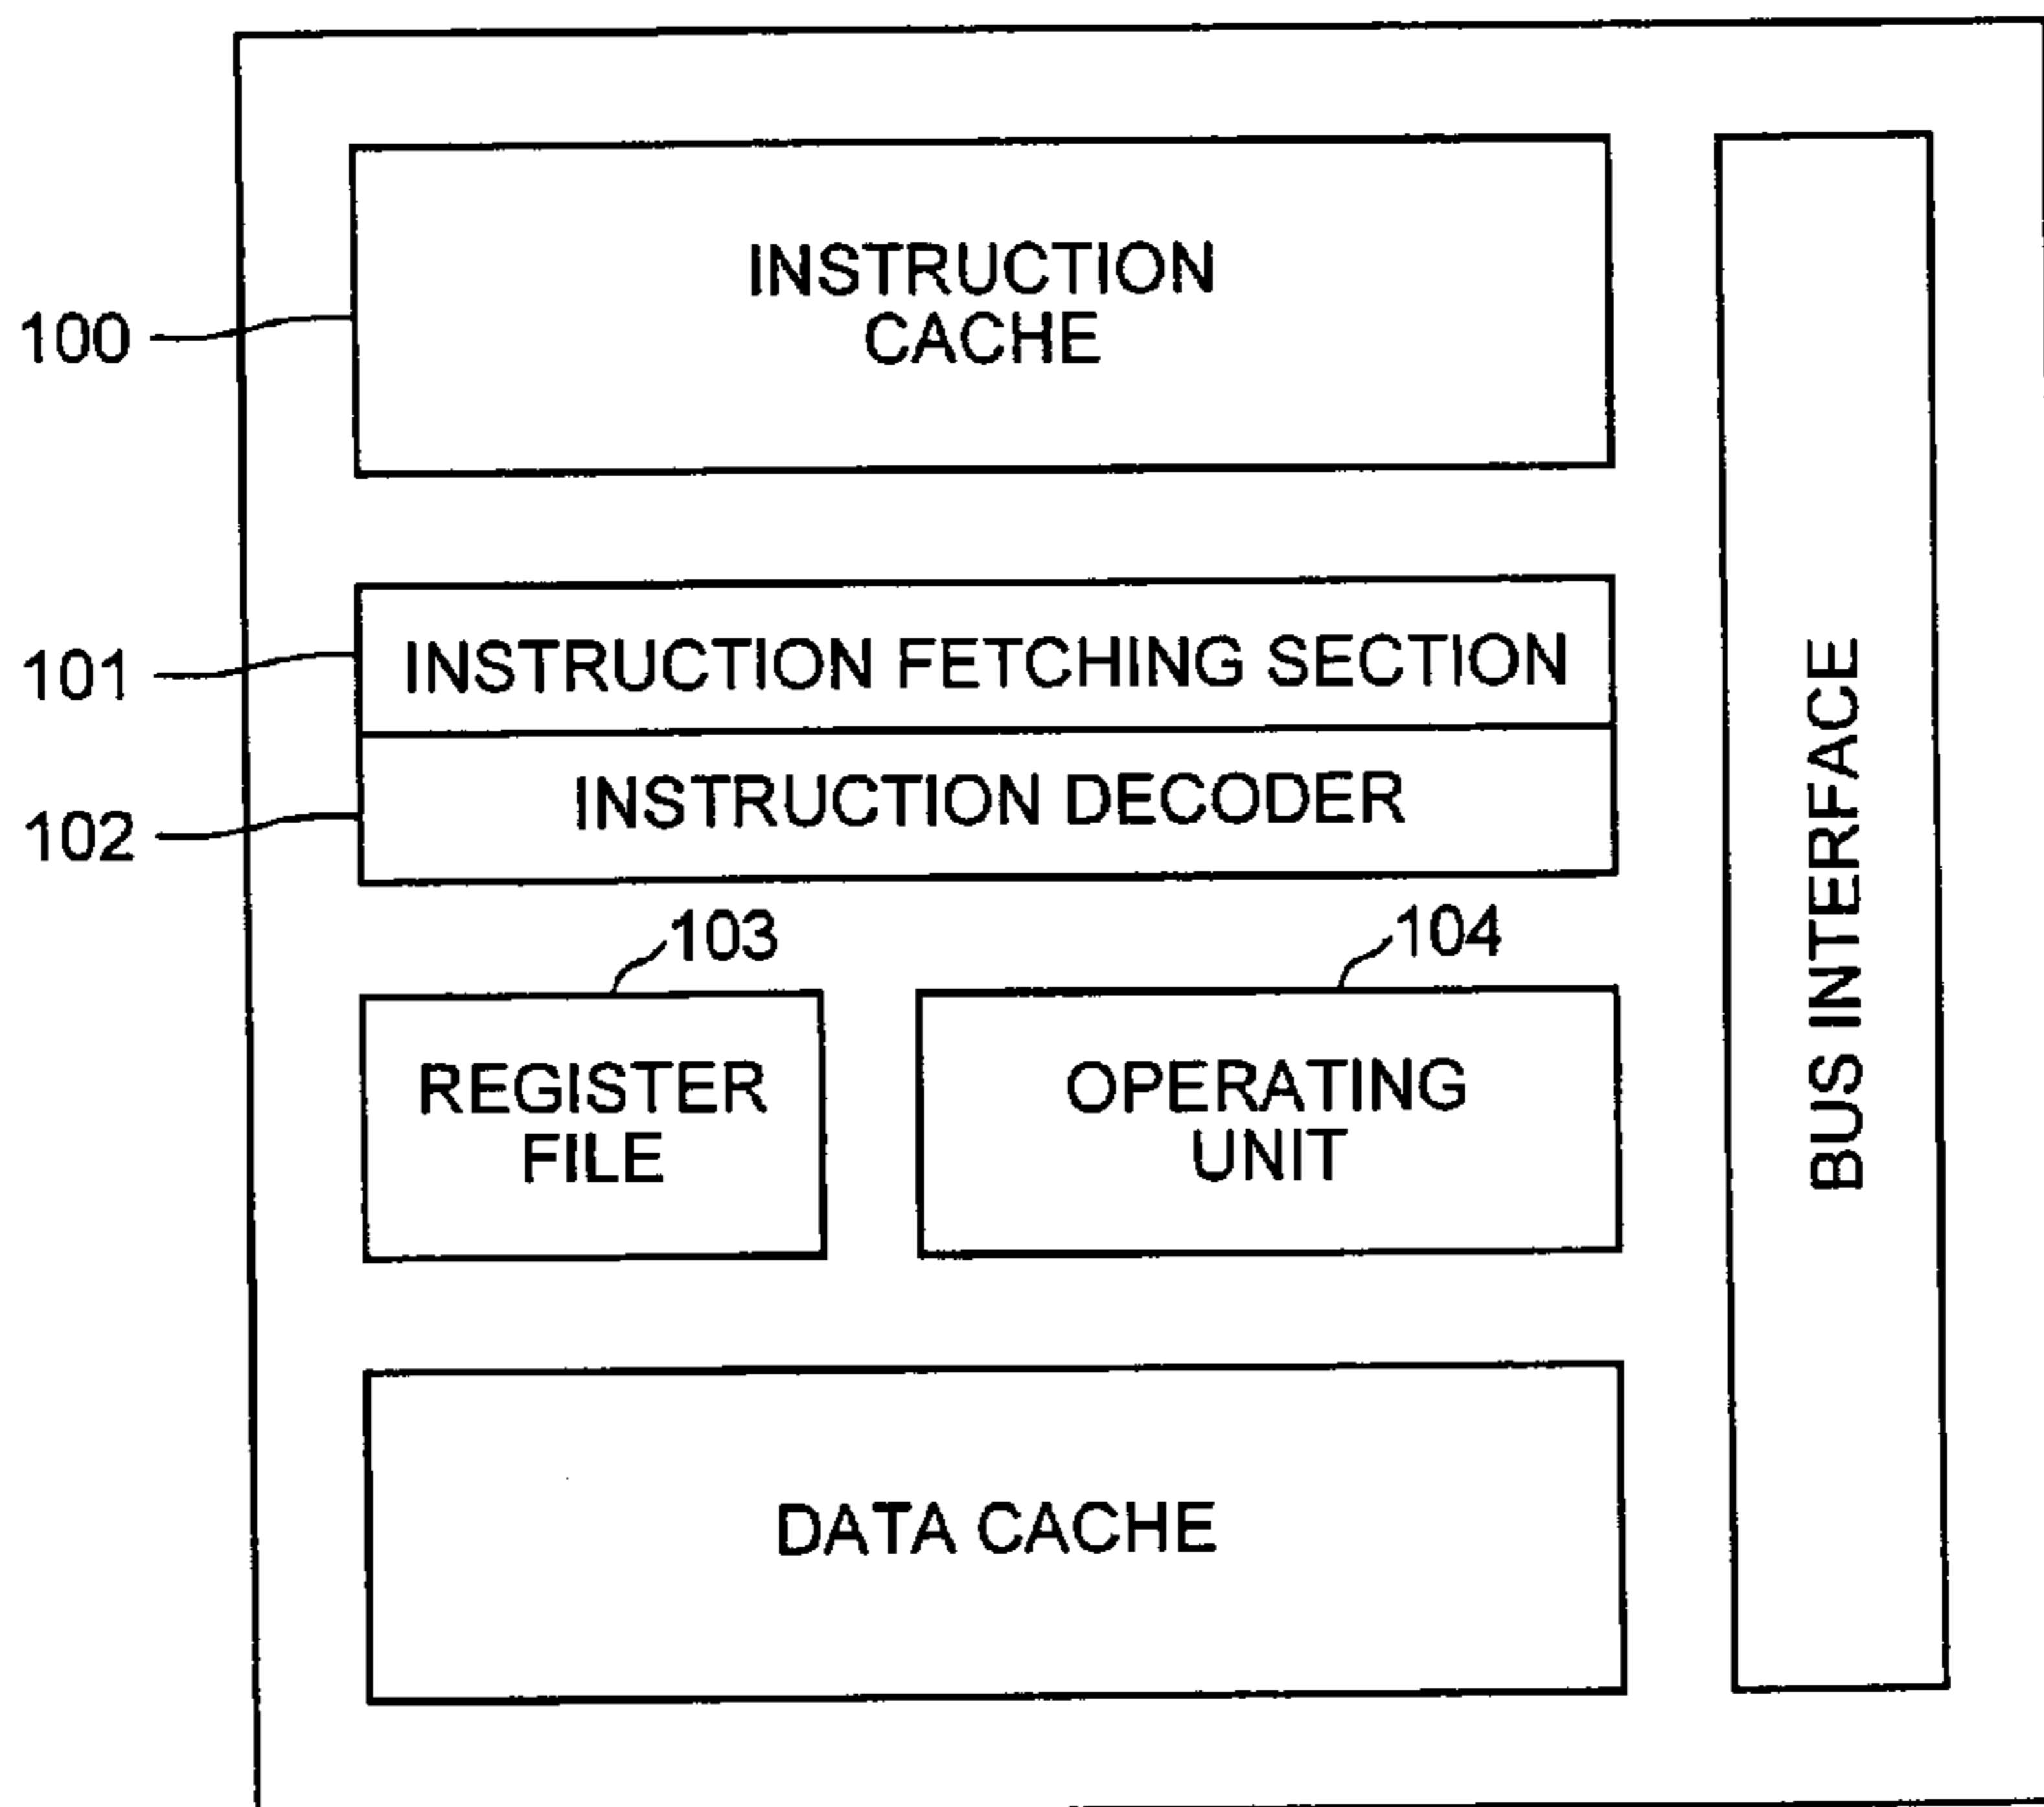 100
INSTRUCTION
CACHE
101
INSTRUCTION FETCHING SECTION
102
INSTRUCTION DECODER
103
104
REGISTER
FILE
OPERATING
UNIT
DATA CACHE
BUS INTERFACE